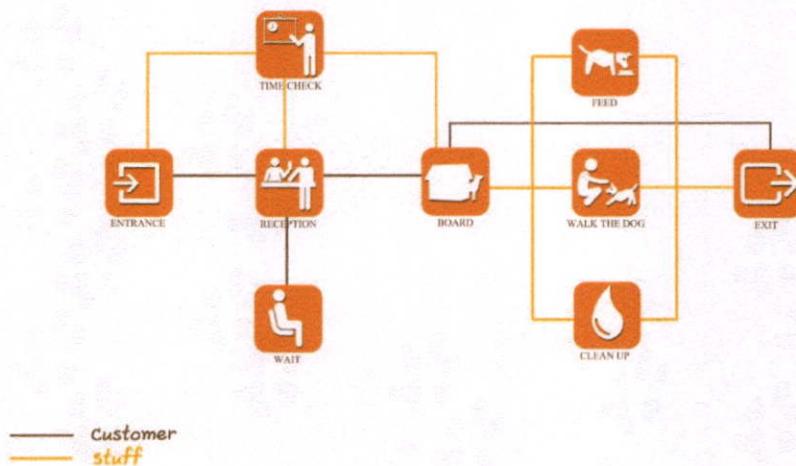 TIME CHECK
FEED
ENTRANCE
RECEPTION
BOARD
WALK THE DOG
EXIT
WAIT
CLEAN UP
Customer
stuff